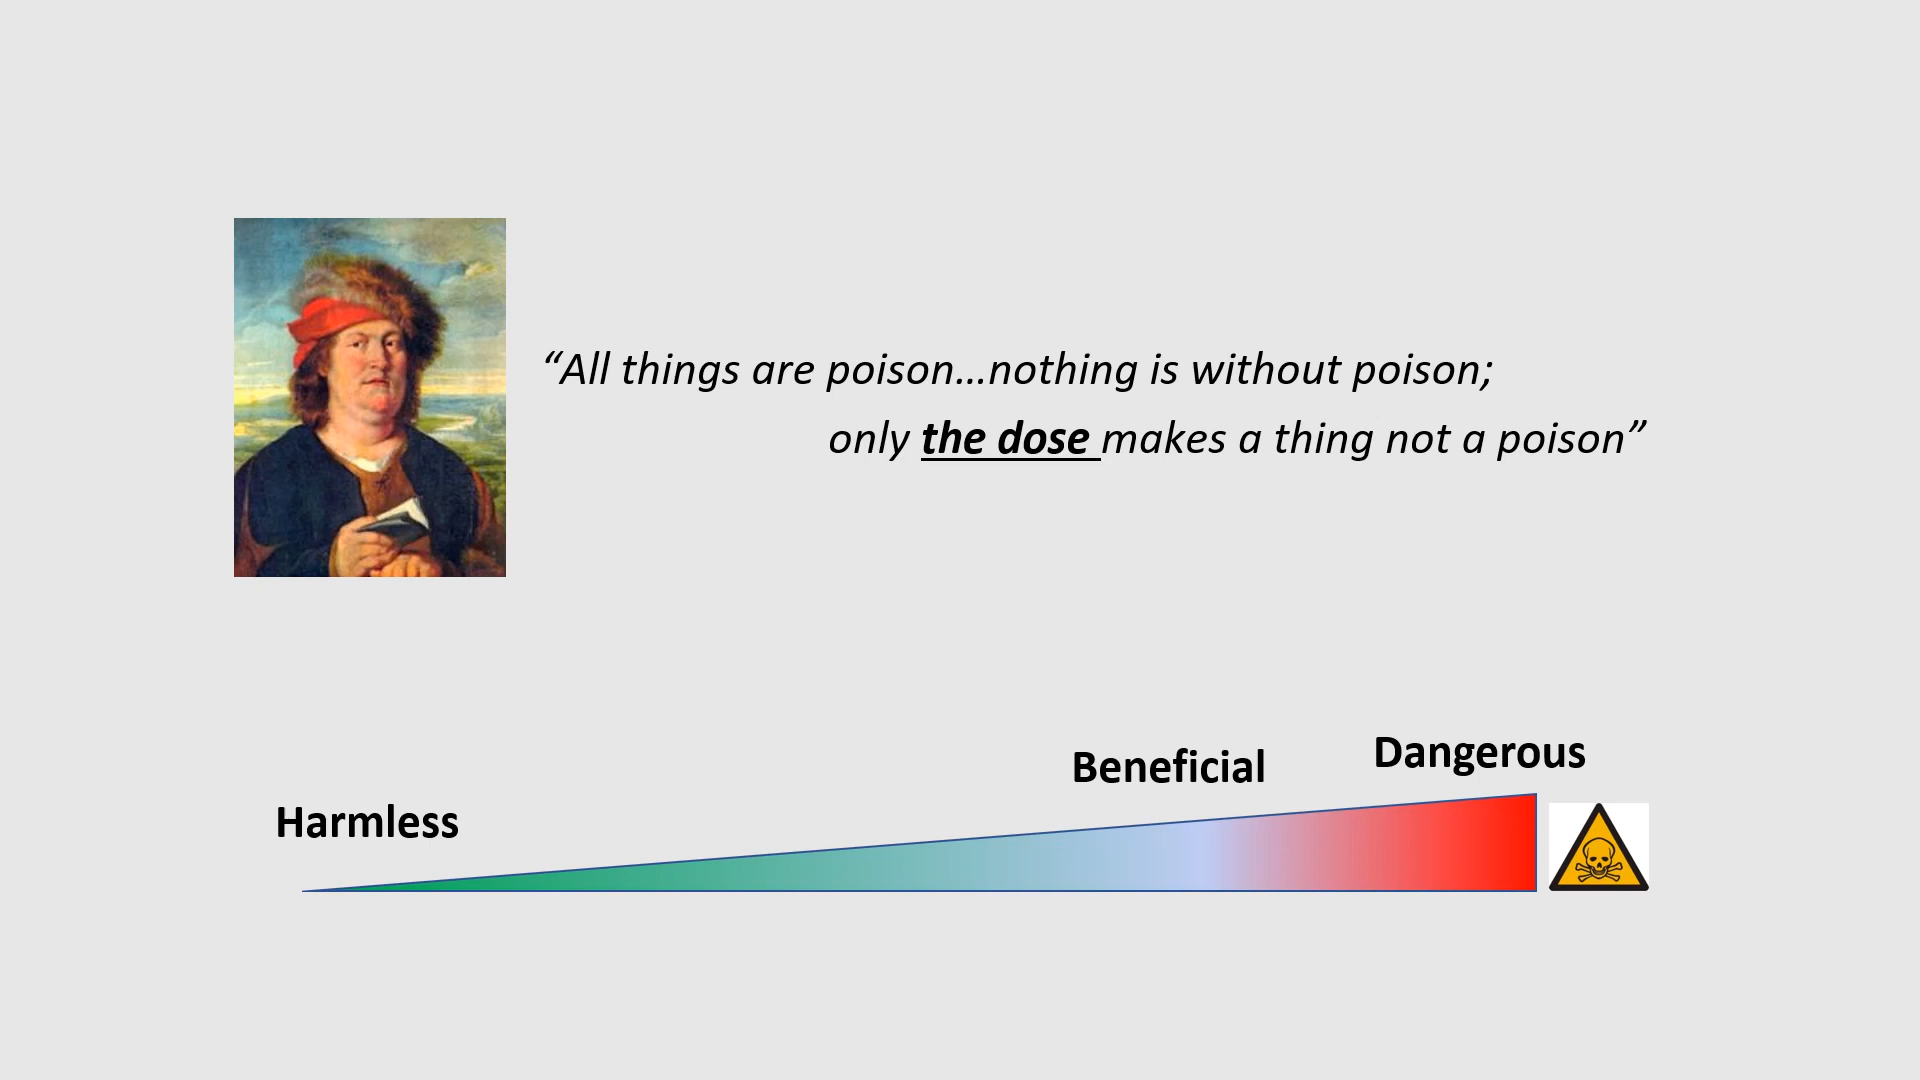 “All things are poison…nothing is without poison;
only the dose makes a thing not a poison”
Beneficial
Dangerous
Harmless